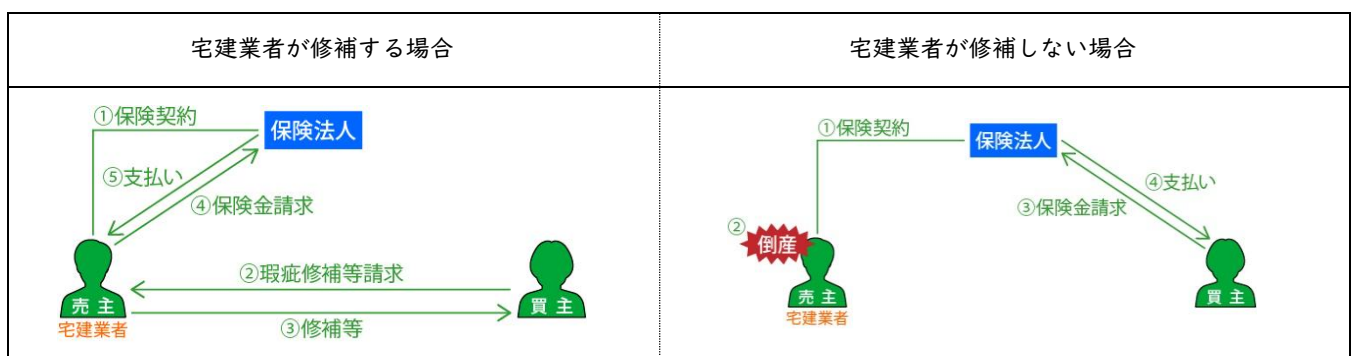 宅建業者が修補する場合
宅建業者が修補しない場合
①保険契約
保険法人
⑤支払い
④保険金請求
②瑕疵修補等請求
売主
買主
宅建業者
③修補等
①保険契約
保険法人
④支払い
③保険金請求
②
倒産
売主
買主
宅建業者